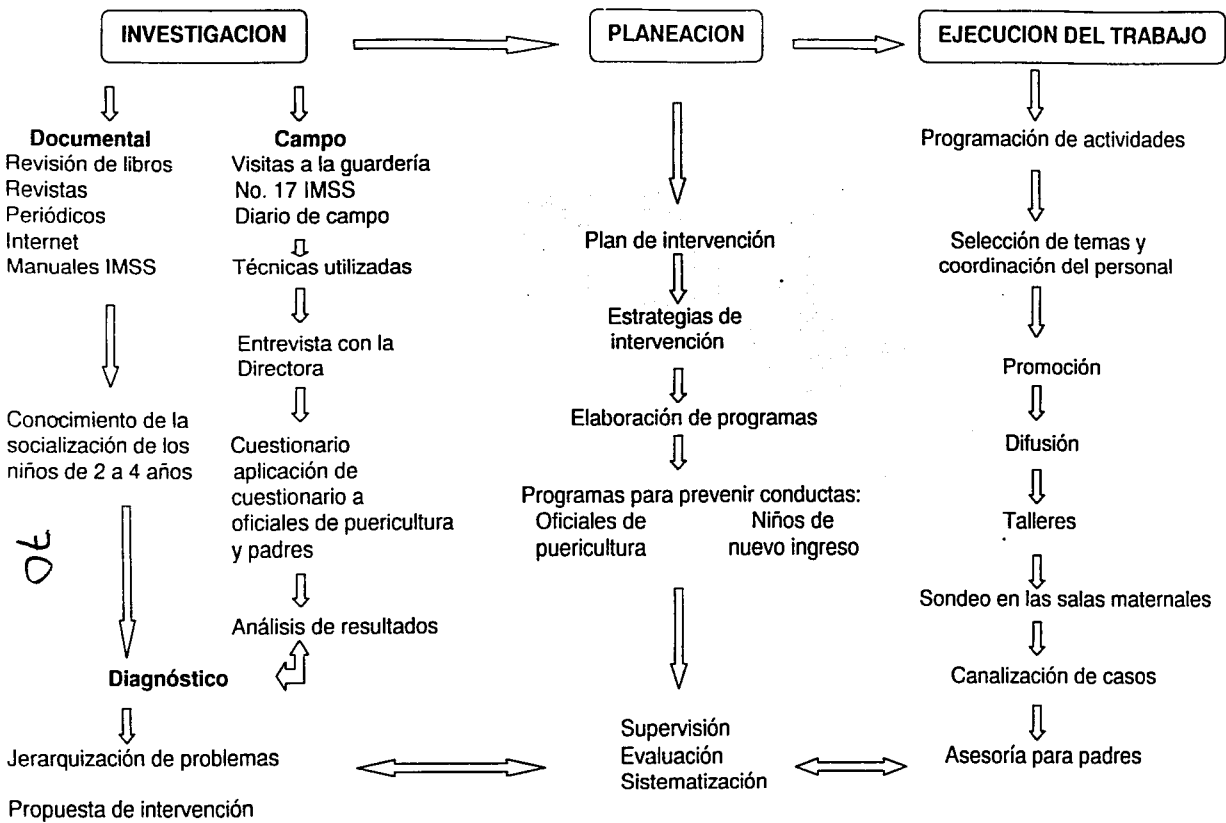 INVESTIGACION
PLANEACION
EJECUCION DEL TRABAJO
Documental
Revisión de libros
Revistas
Periódicos
Internet
Manuales IMSS
Conocimiento de la
socialización de los
niños de 2 a 4 años
Campo
Visitas a la guardería
No. 17 IMSS
Diario de campo
Técnicas utilizadas
Entrevista con la
Directora
Cuestionario
aplicación de
cuestionario a
oficiales de puericultura
y padres
Análisis de resultados
Diagnóstico
Jerarquización de problemas
Propuesta de intervención
Plan de intervención
Estrategias de
intervención
Elaboración de programas
Programas para prevenir conductas:
Oficiales de
puericultura
Niños de
nuevo ingreso
Supervisión
Evaluación
Sistematización
Programación de actividades
Selección de temas y
coordinación del personal
Promoción
Difusión
Talleres
Sondeo en las salas maternales
Canalización de casos
Asesoría para padres
70